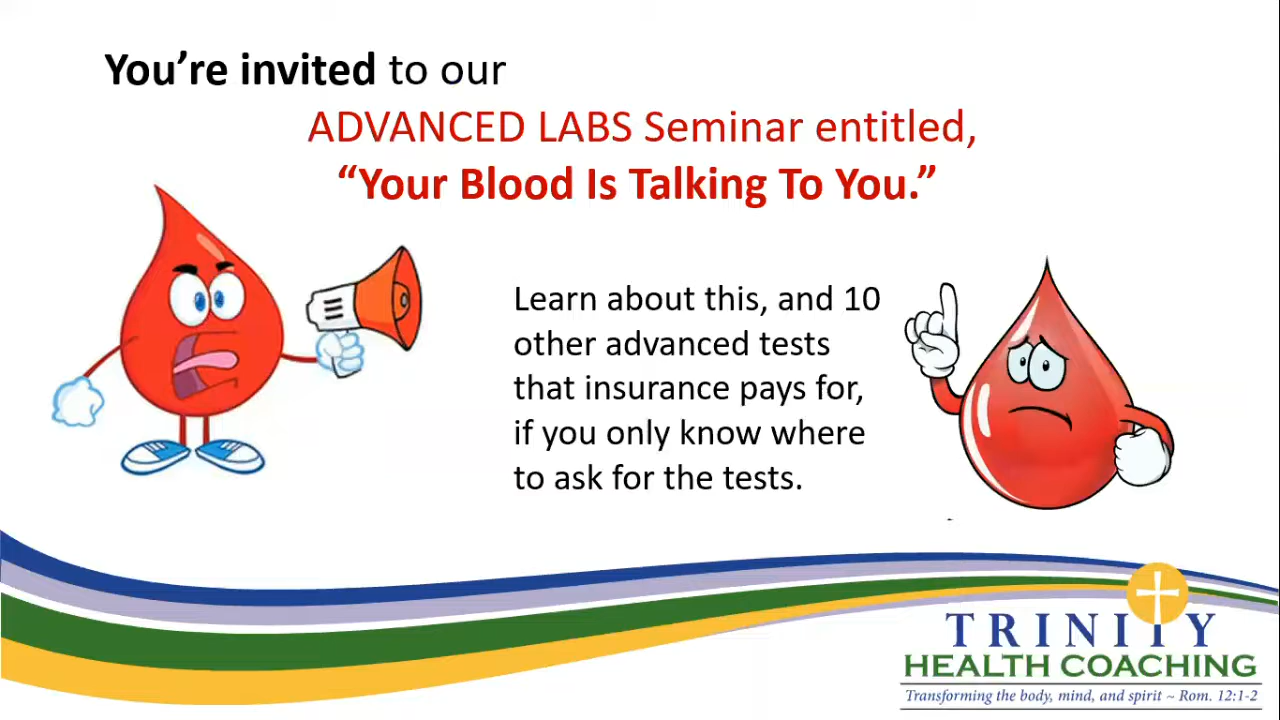 You’re invited to our
ADVANCED LABS Seminar entitled,
“Your Blood Is Talking To You.”
Learn about this, and 10
other advanced tests
that insurance pays for,
if you only know where
to ask for the tests.
TRINITY
HEALTH COACHING
Transforming the body, mind, and spirit ~ Rom. 12:1-2